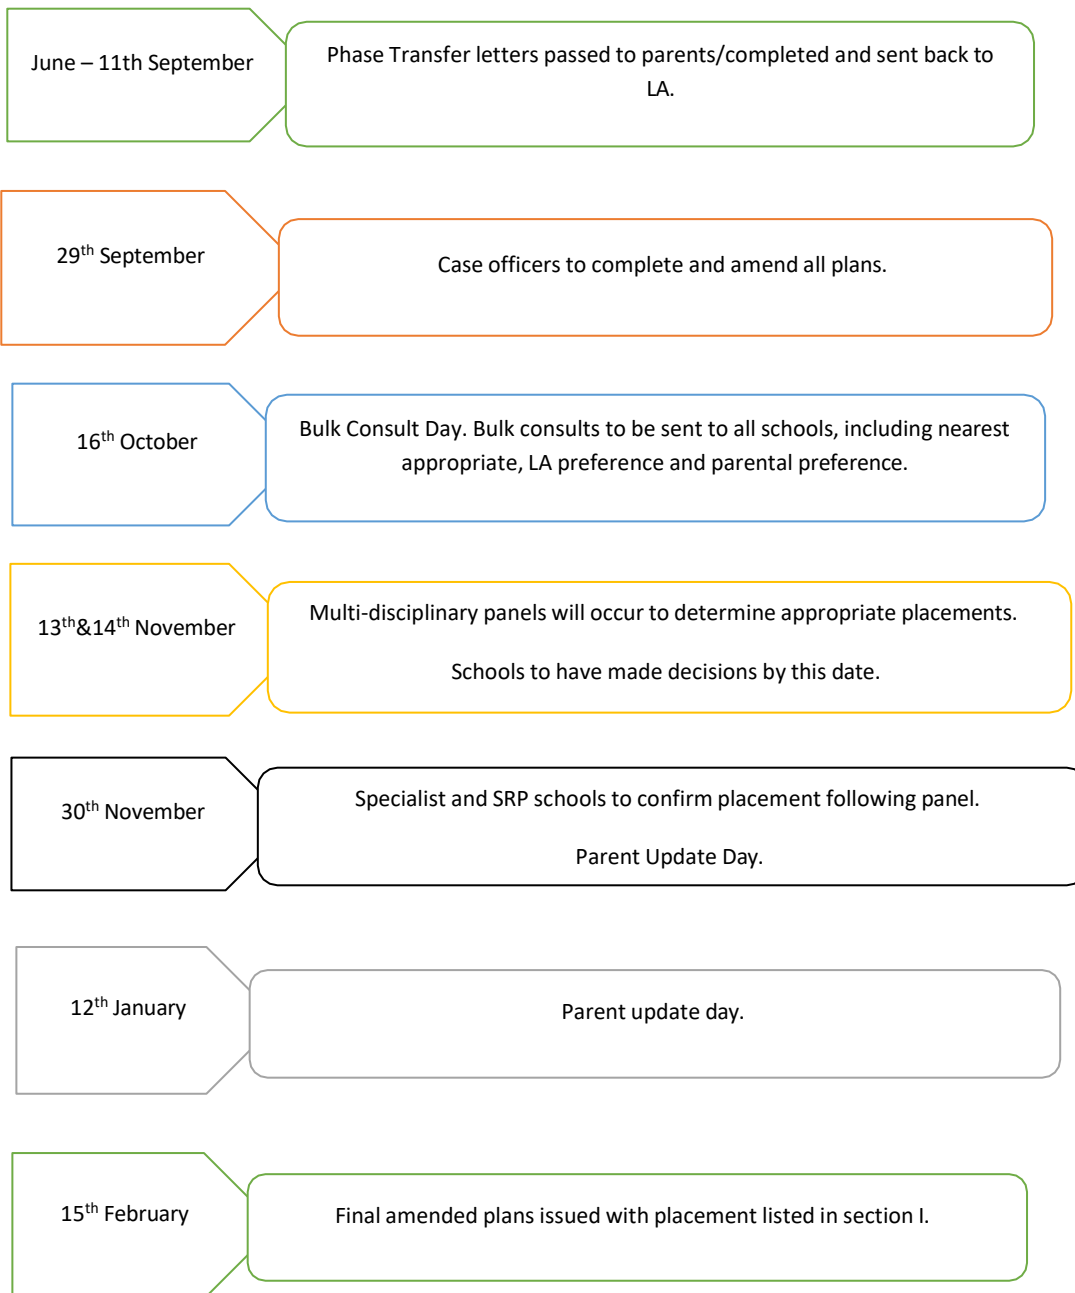 June – 11th September
Phase Transfer letters passed to parents/completed and sent back to
LA.
29th September
Case officers to complete and amend all plans.
16th October
Bulk Consult Day. Bulk consults to be sent to all schools, including nearest
appropriate, LA preference and parental preference.
13th&14th November
Multi-disciplinary panels will occur to determine appropriate placements.
Schools to have made decisions by this date.
30th November
Specialist and SRP schools to confirm placement following panel.
Parent Update Day.
12th January
Parent update day.
15th February
Final amended plans issued with placement listed in section I.